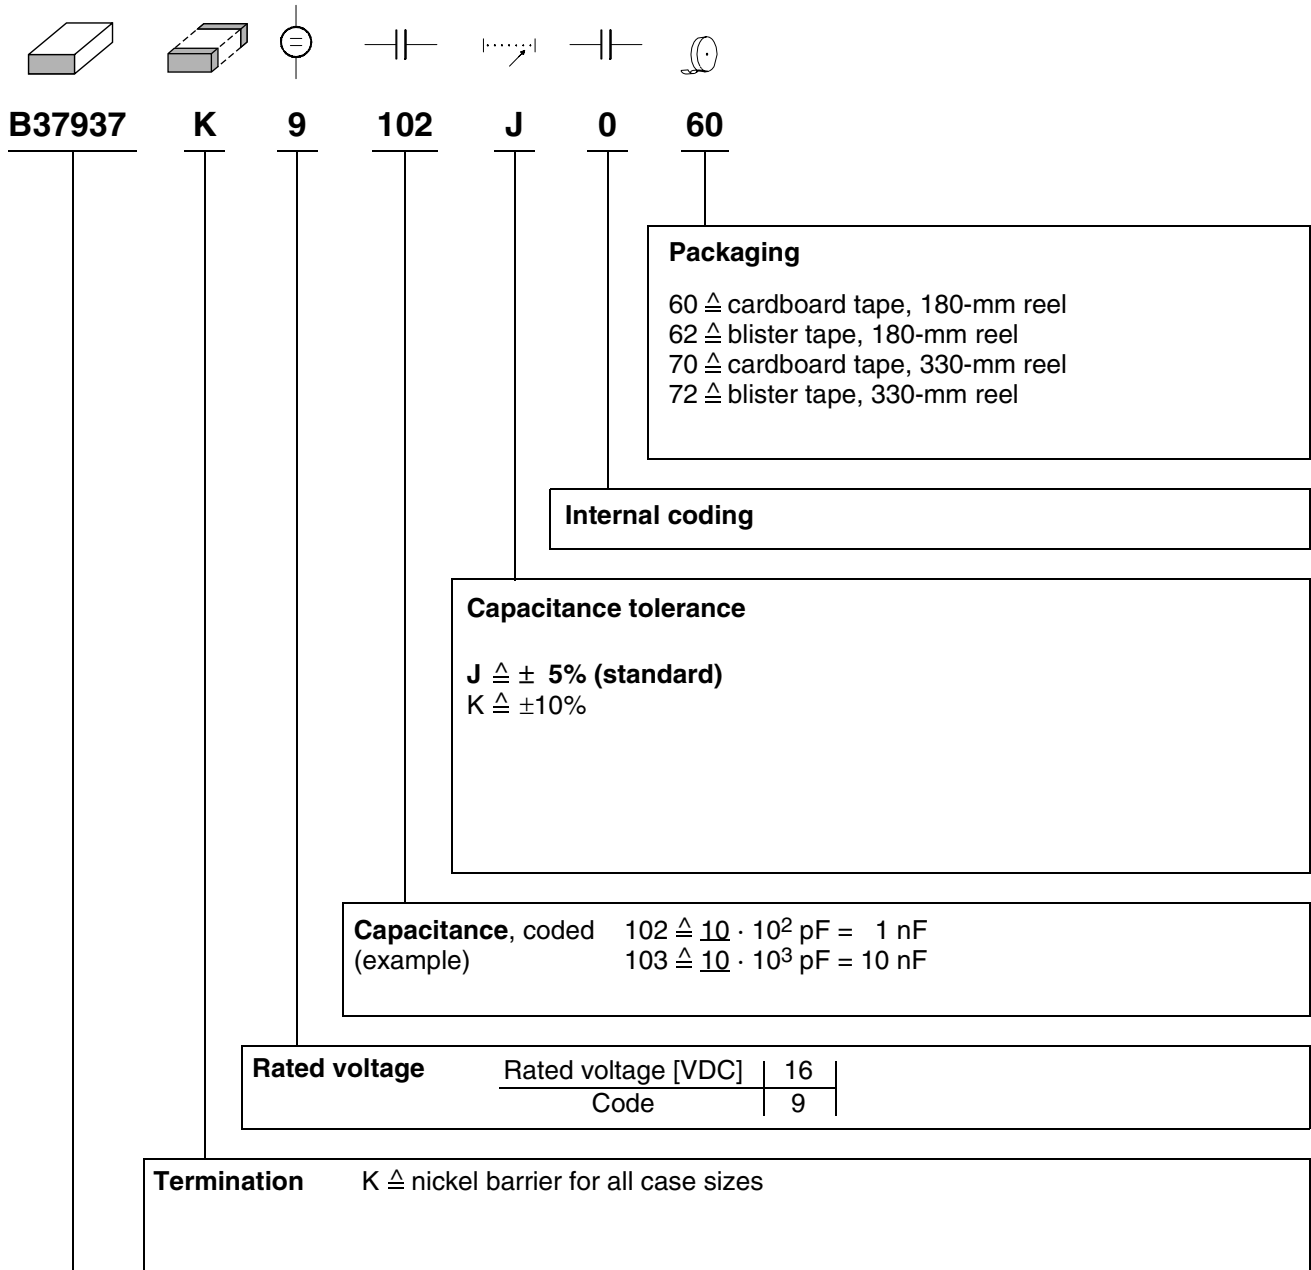 B37937 K 9 102 J 0 60
Packaging
60 ≙ cardboard tape, 180-mm reel
62 ≙ blister tape, 180-mm reel
70 ≙ cardboard tape, 330-mm reel
72 ≙ blister tape, 330-mm reel
Internal coding
Capacitance tolerance
J ≙ ± 5% (standard)
K ≙ ±10%
Capacitance, coded 102 ≙ 10 · 10² pF = 1 nF
(example) 103 ≙ 10 · 10³ pF = 10 nF
Rated voltage Rated voltage [VDC] 16
Code 9
Termination K ≙ nickel barrier for all case sizes